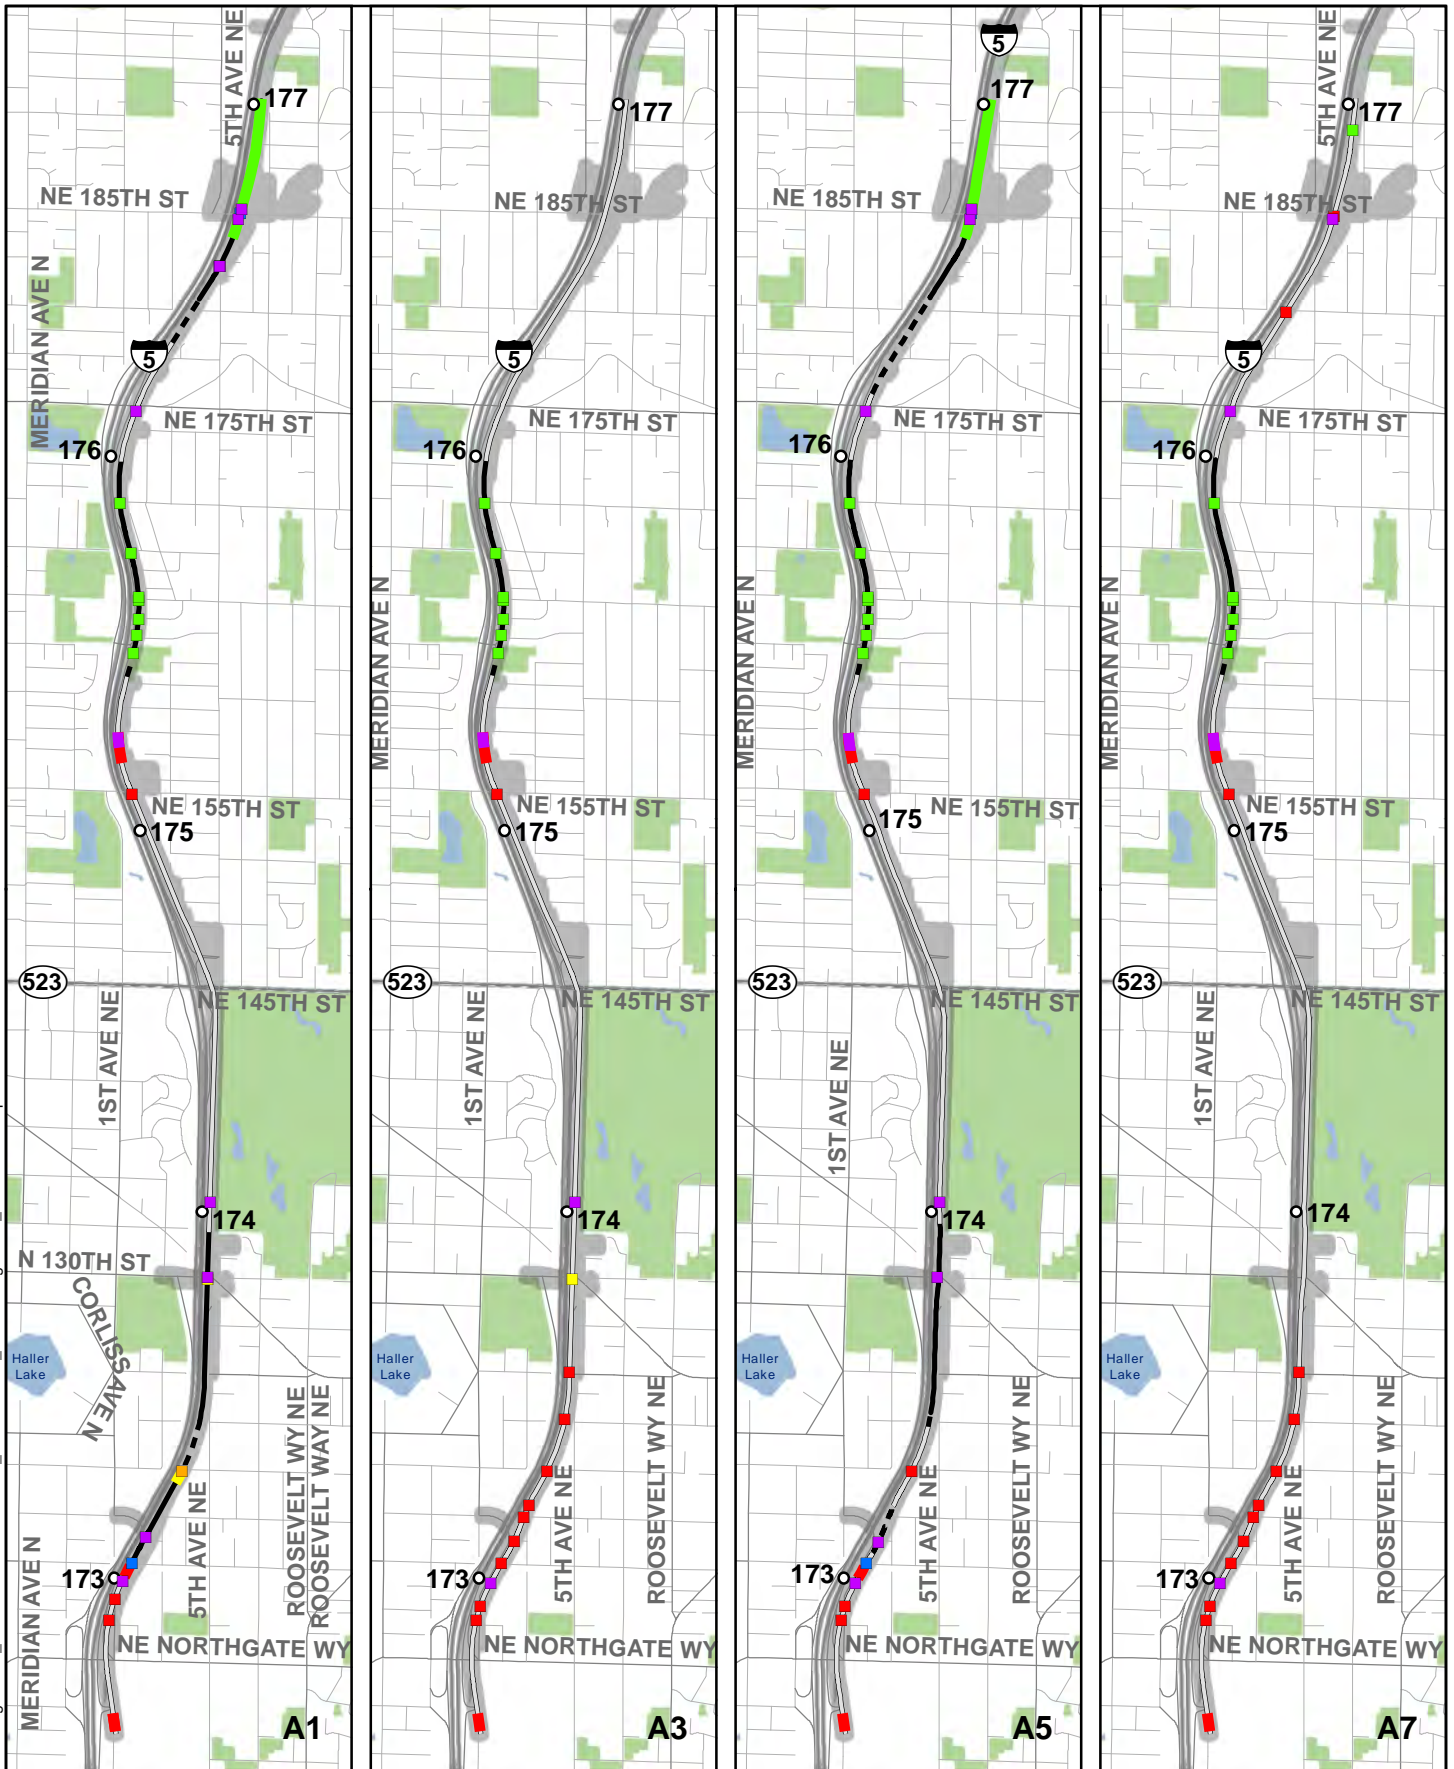 5TH AVE NE
177
NE 185TH ST
MERIDIAN AVE N
5
NE 175TH ST
176
NE 155TH ST
175
523
NE 145TH ST
1ST AVE NE
174
N 130TH ST
CORLISS AVE N
Haller
Lake
ROOSEVELT WY NE
ROOSEVELT WAY NE
5TH AVE NE
173
MERIDIAN AVE N
NE NORTHGATE WY
A1
177
NE 185TH ST
5
NE 175TH ST
176
MERIDIAN AVE N
NE 155TH ST
175
523
NE 145TH ST
1ST AVE NE
174
Haller
Lake
ROOSEVELT WY NE
5TH AVE NE
173
NE NORTHGATE WY
A3
5
177
NE 185TH ST
NE 175TH ST
176
MERIDIAN AVE N
NE 155TH ST
175
523
NE 145TH ST
1ST AVE NE
174
Haller
Lake
ROOSEVELT WY NE
5TH AVE NE
173
NE NORTHGATE WY
A5
5TH AVE NE
177
NE 185TH ST
5
NE 175TH ST
176
MERIDIAN AVE N
NE 155TH ST
175
523
NE 145TH ST
1ST AVE NE
174
Haller
Lake
ROOSEVELT WY NE
5TH AVE NE
173
NE NORTHGATE WY
A7